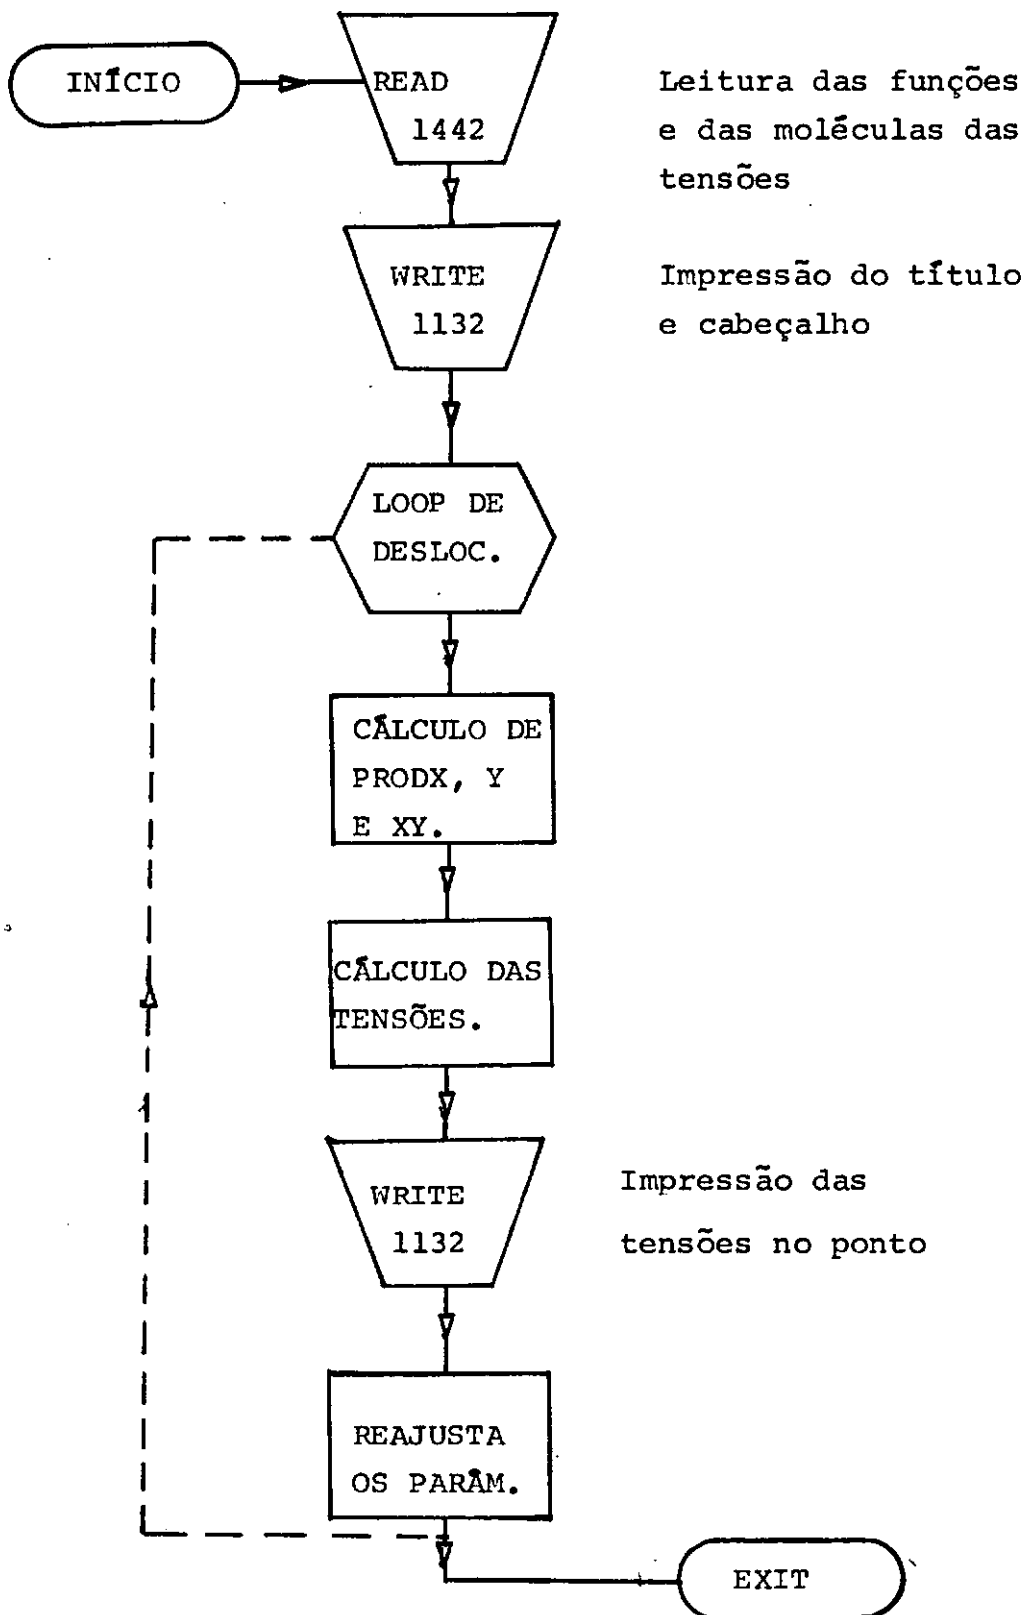 INÍCIO
READ
1442
Leitura das funções
e das moléculas das
tensões
WRITE
1132
Impressão do título
e cabeçalho
LOOP DE
DESLOC.
CÁLCULO DE
PRODX, Y
E XY.
CÁLCULO DAS
TENSÕES.
WRITE
1132
Impressão das
tensões no ponto
REAJUSTA
OS PARÂM.
EXIT